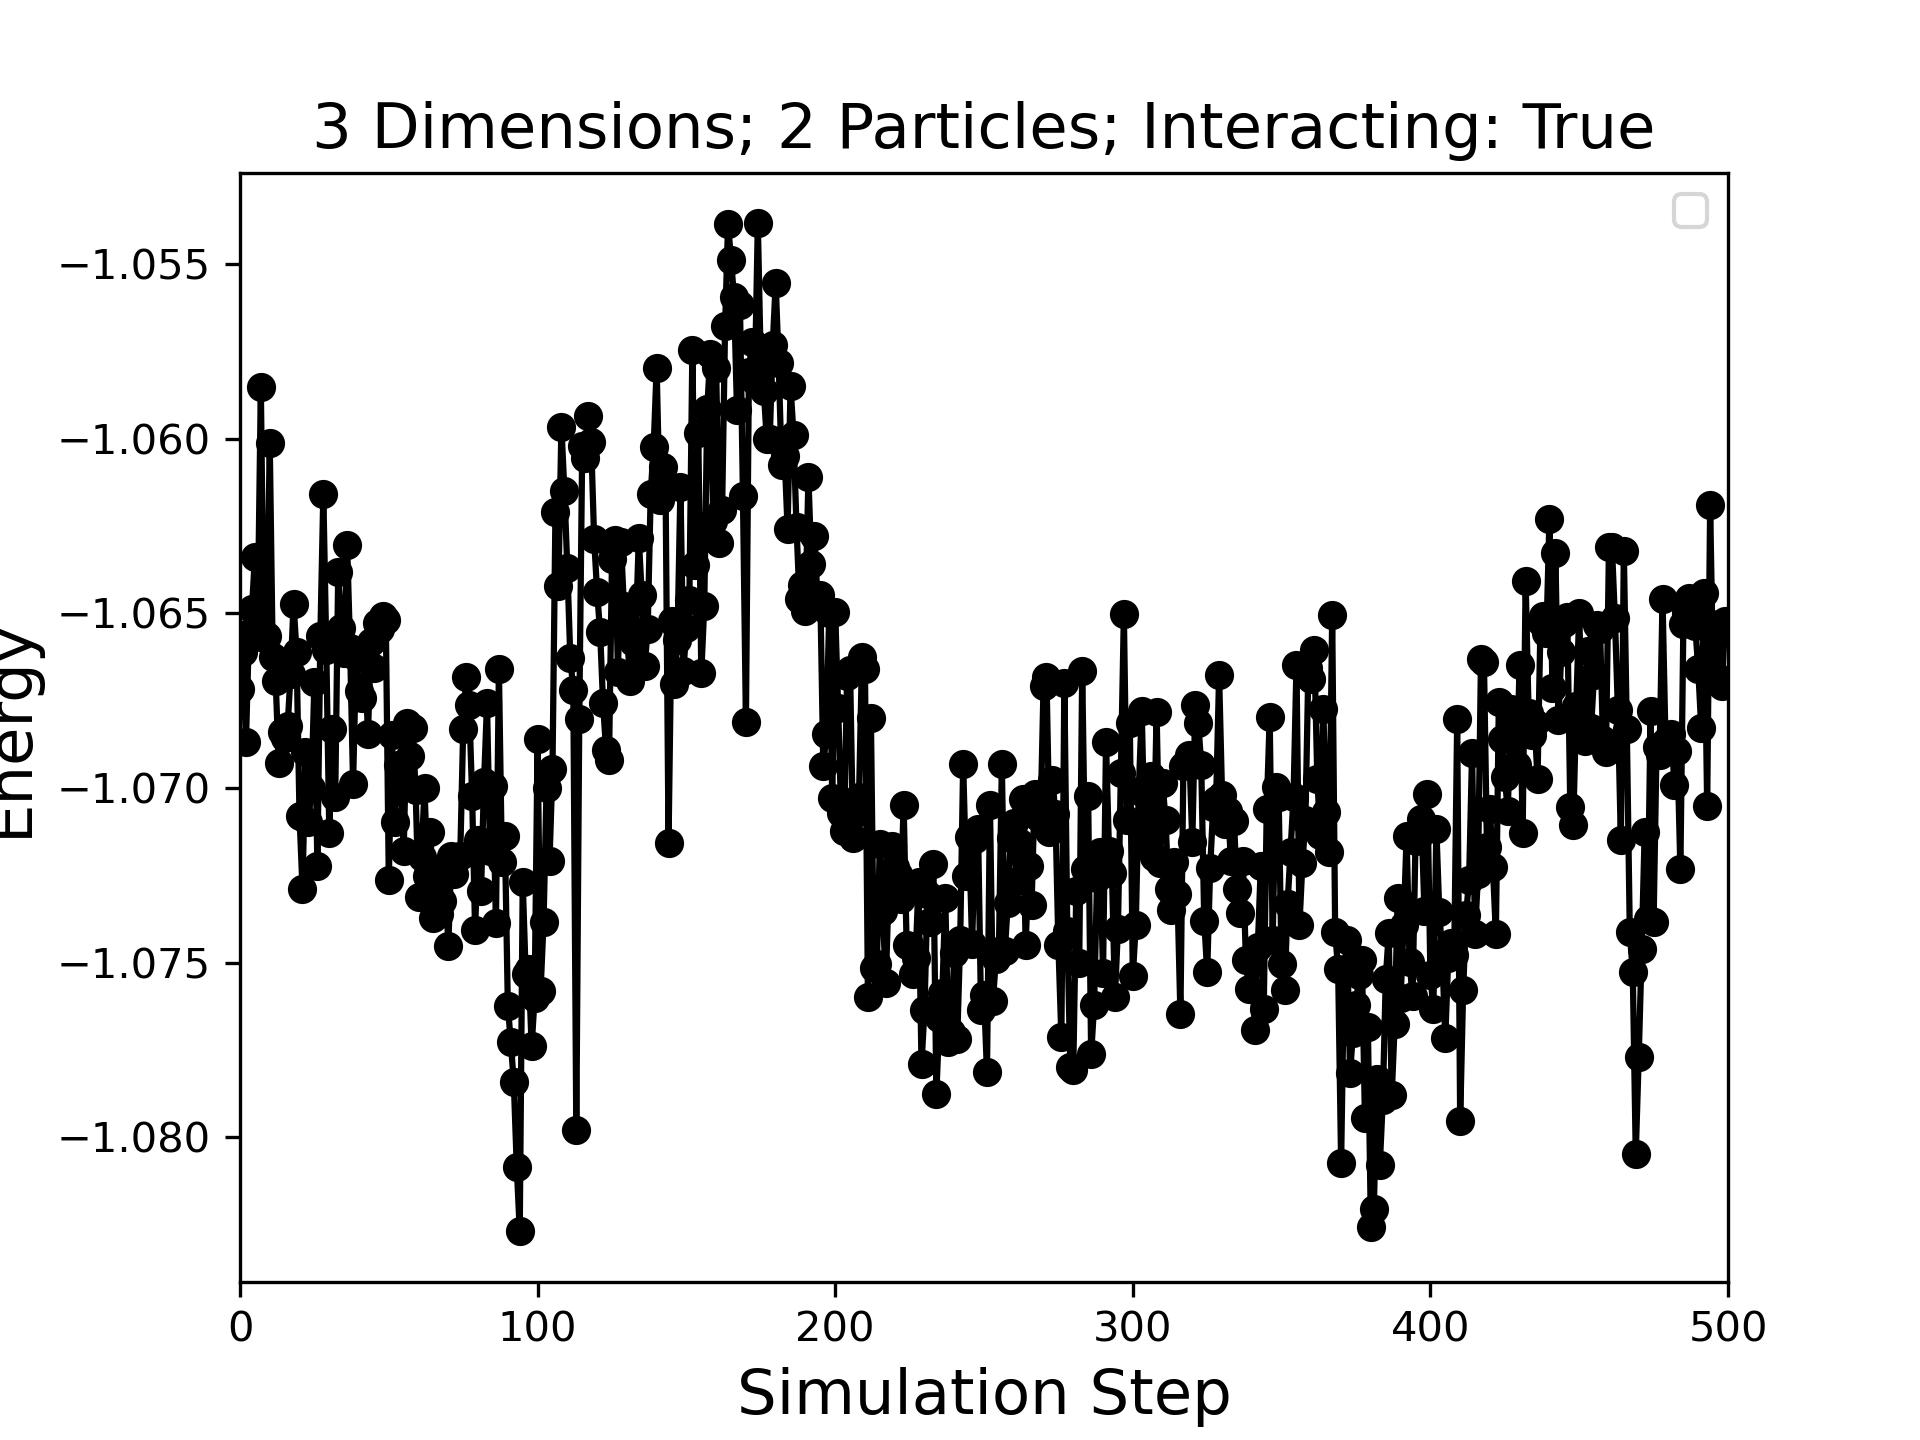 3 Dimensions; 2 Particles; Interacting: True
−1.055
−1.060
−1.065
−1.070
−1.075
−1.080
Energy
0 100 200 300 400 500
Simulation Step